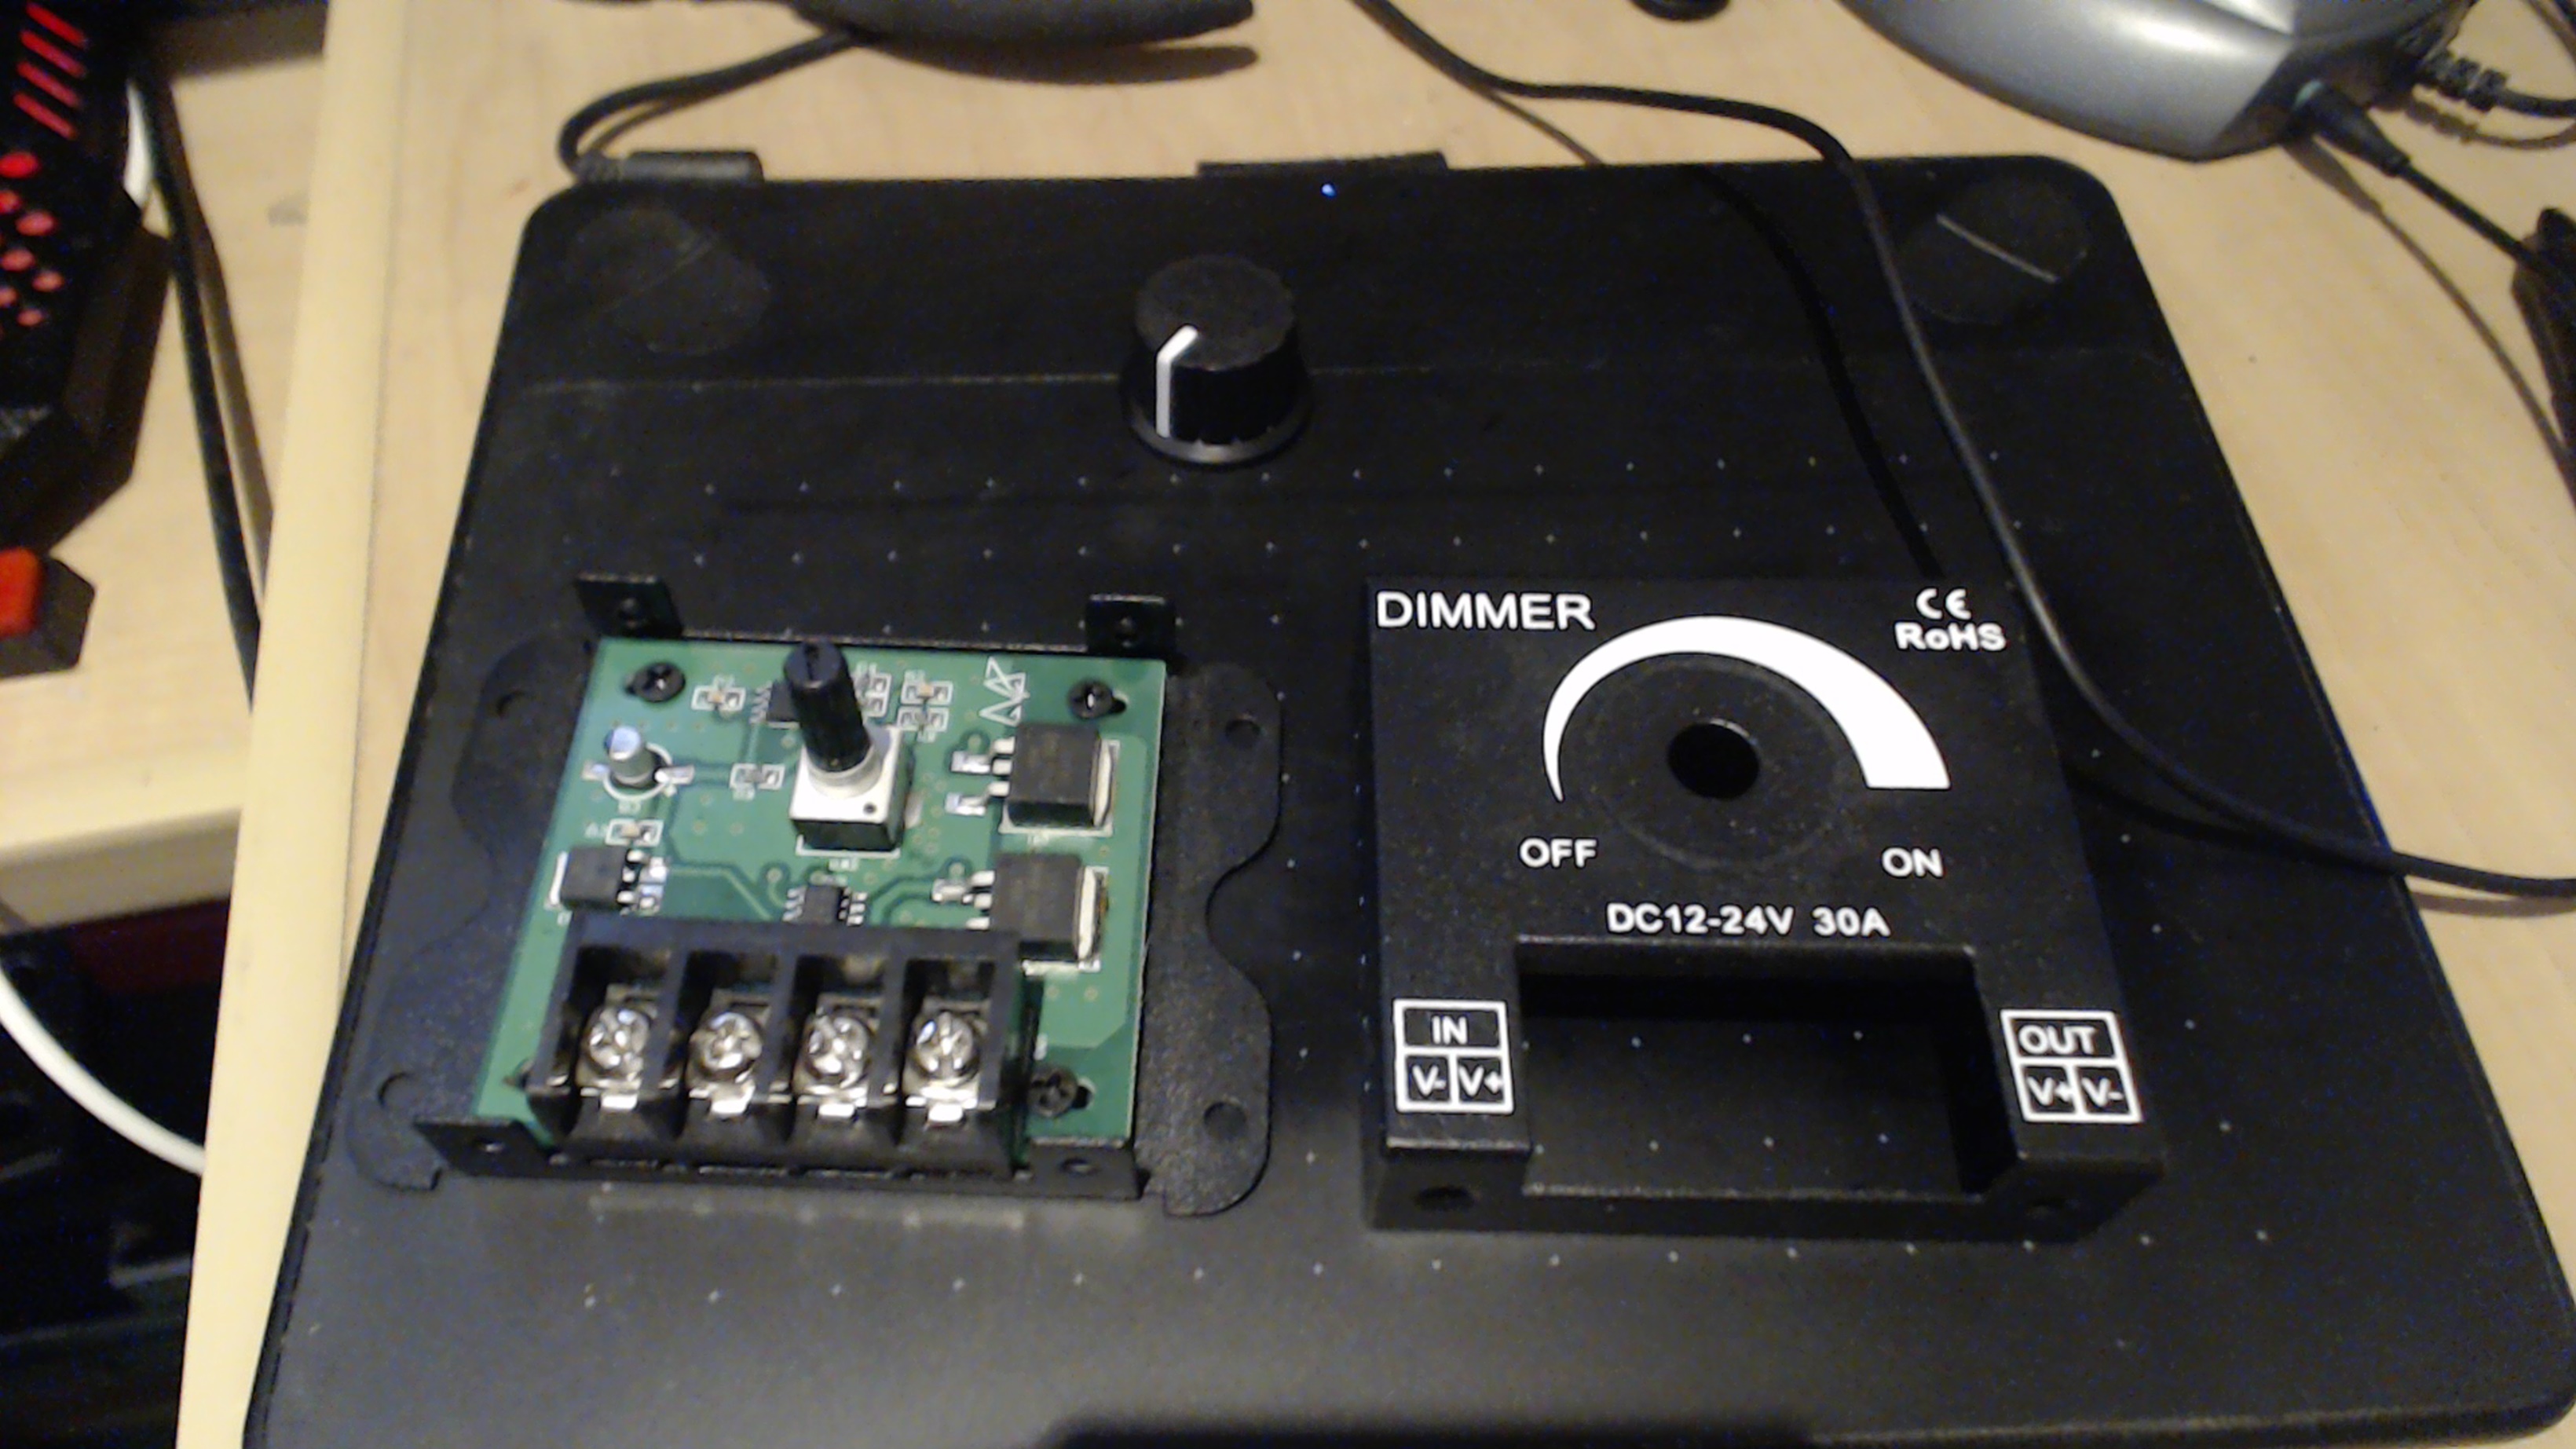 DIMMER
CE
RoHS
OFF
ON
DC12-24V 30A
IN
V- V+
OUT
V+ V-